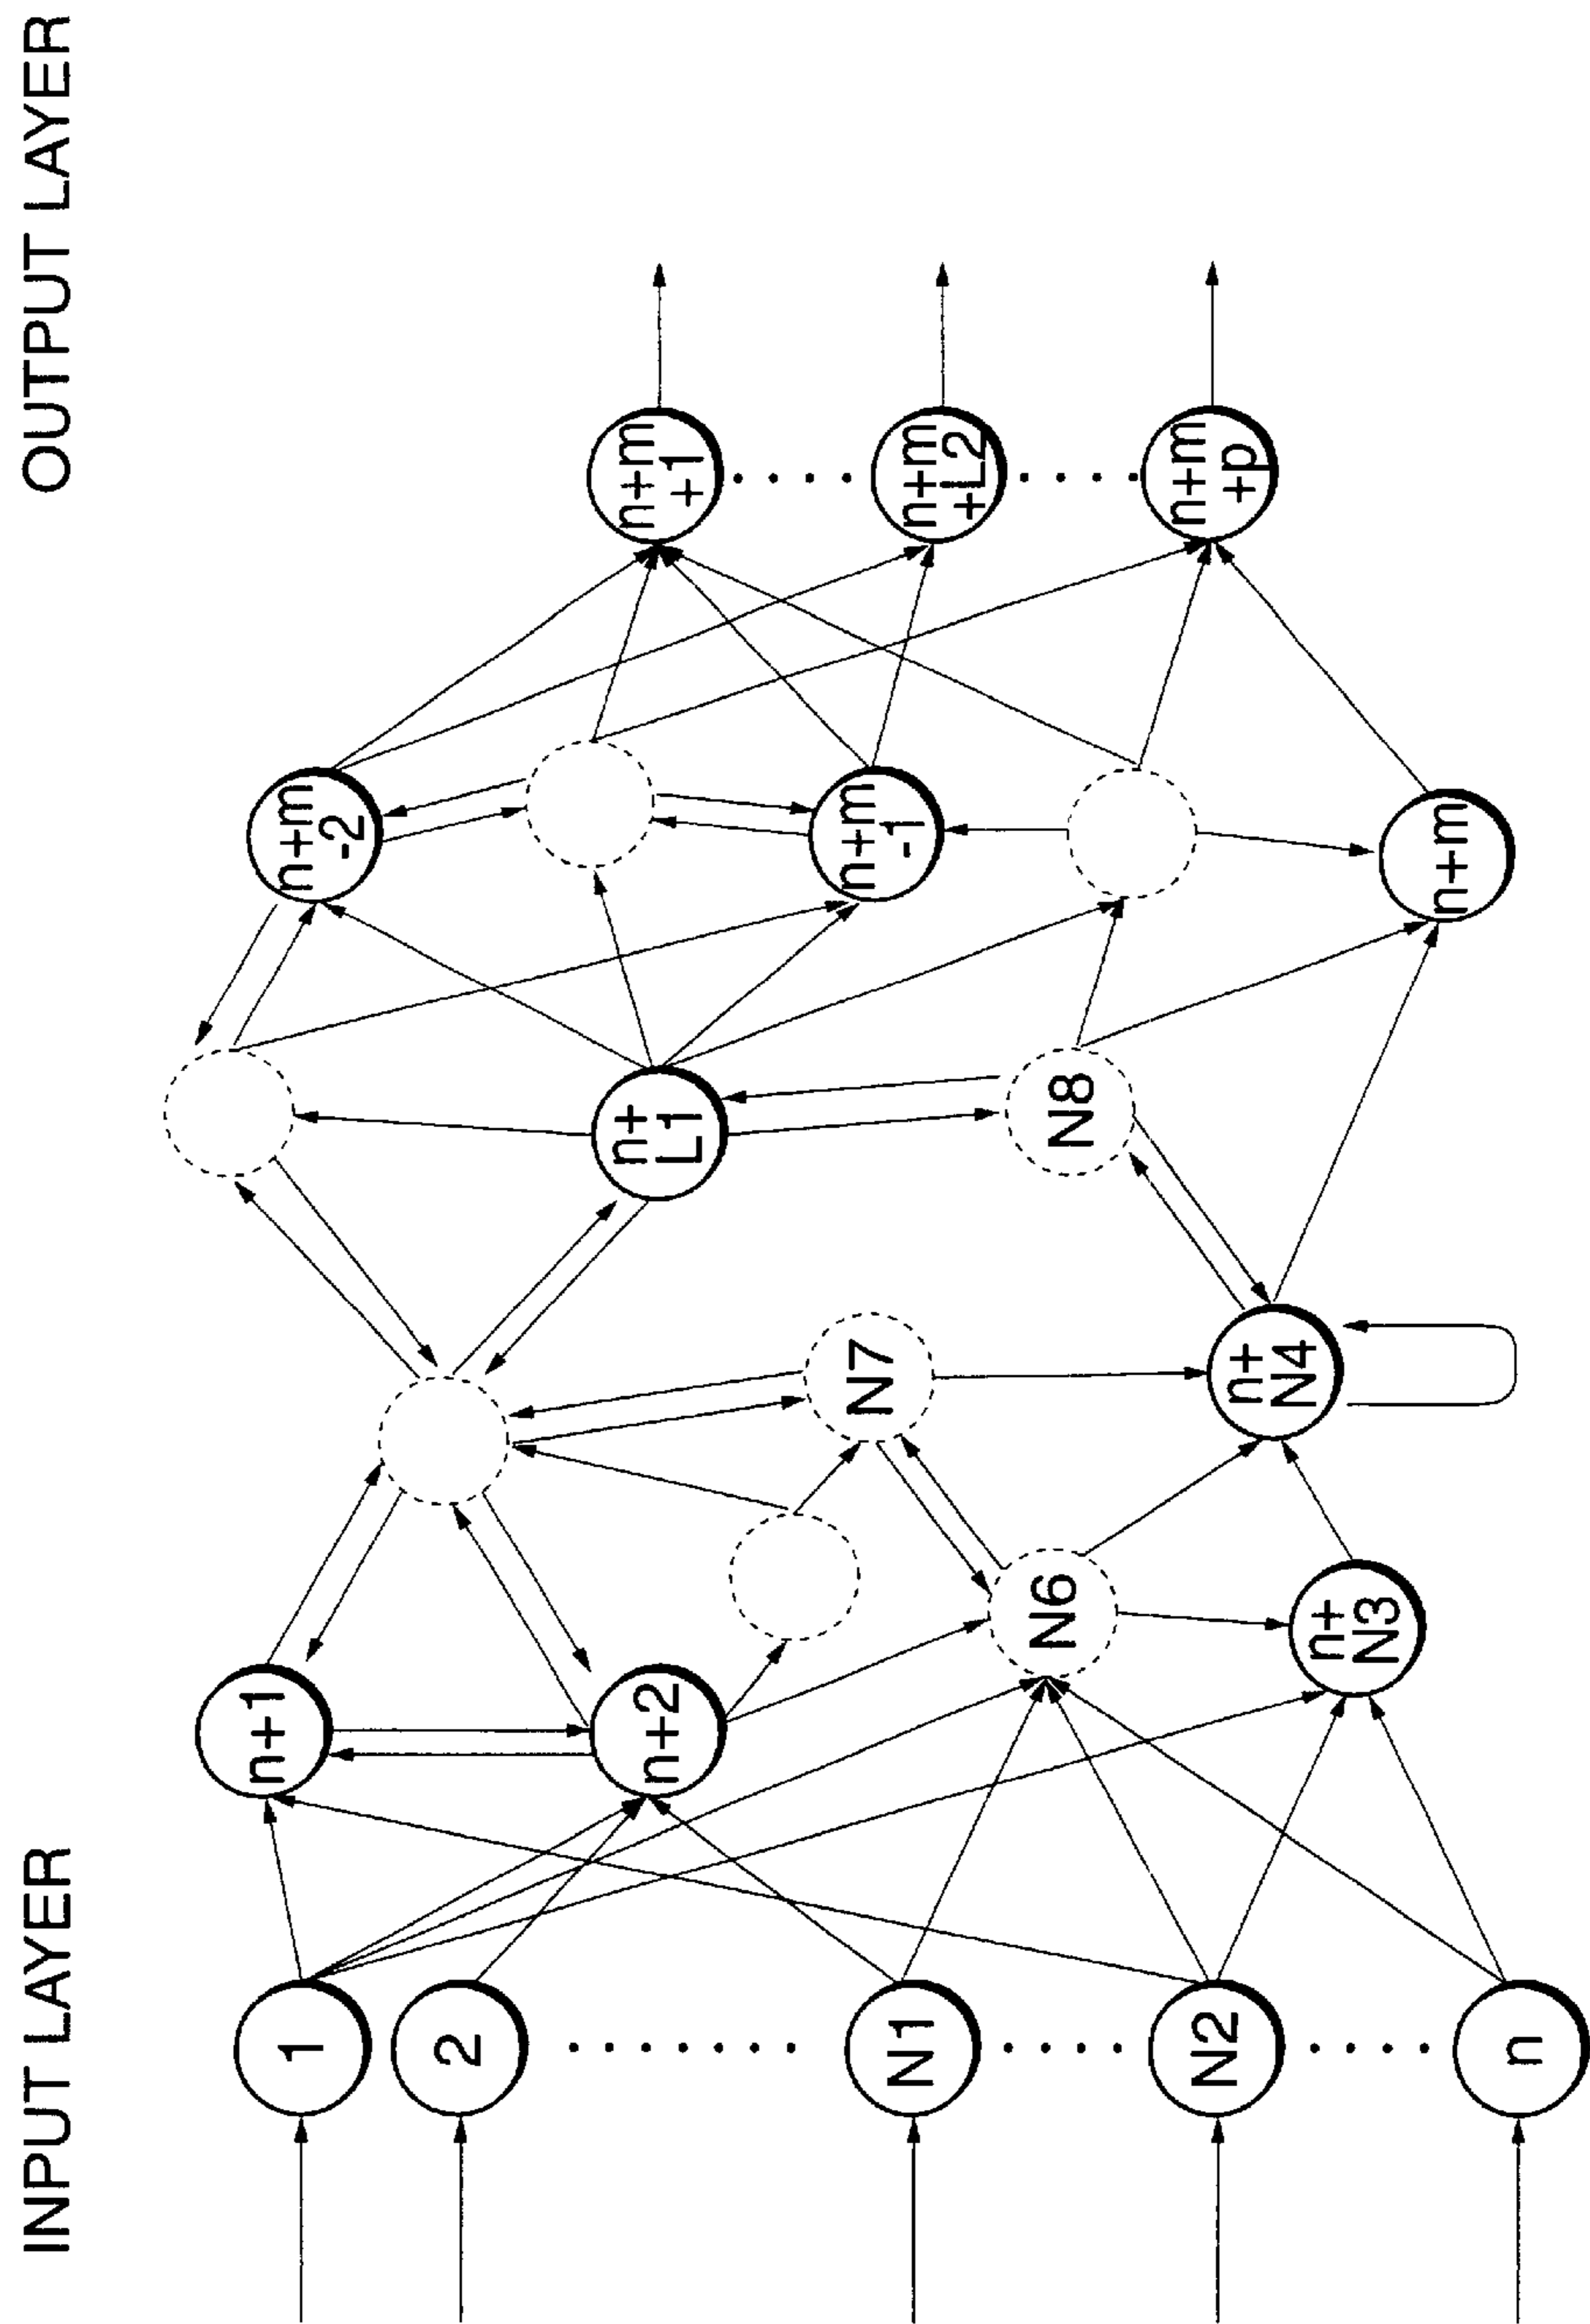 INPUT LAYER
OUTPUT LAYER
1
2
N1
N2
n
n+1
n+2
N6
n+
N3
N7
n+
N4
n+
L1
N8
n+m
-2
n+m
-1
n+m
n+m
+1
n+m
+L2
n+m
+p